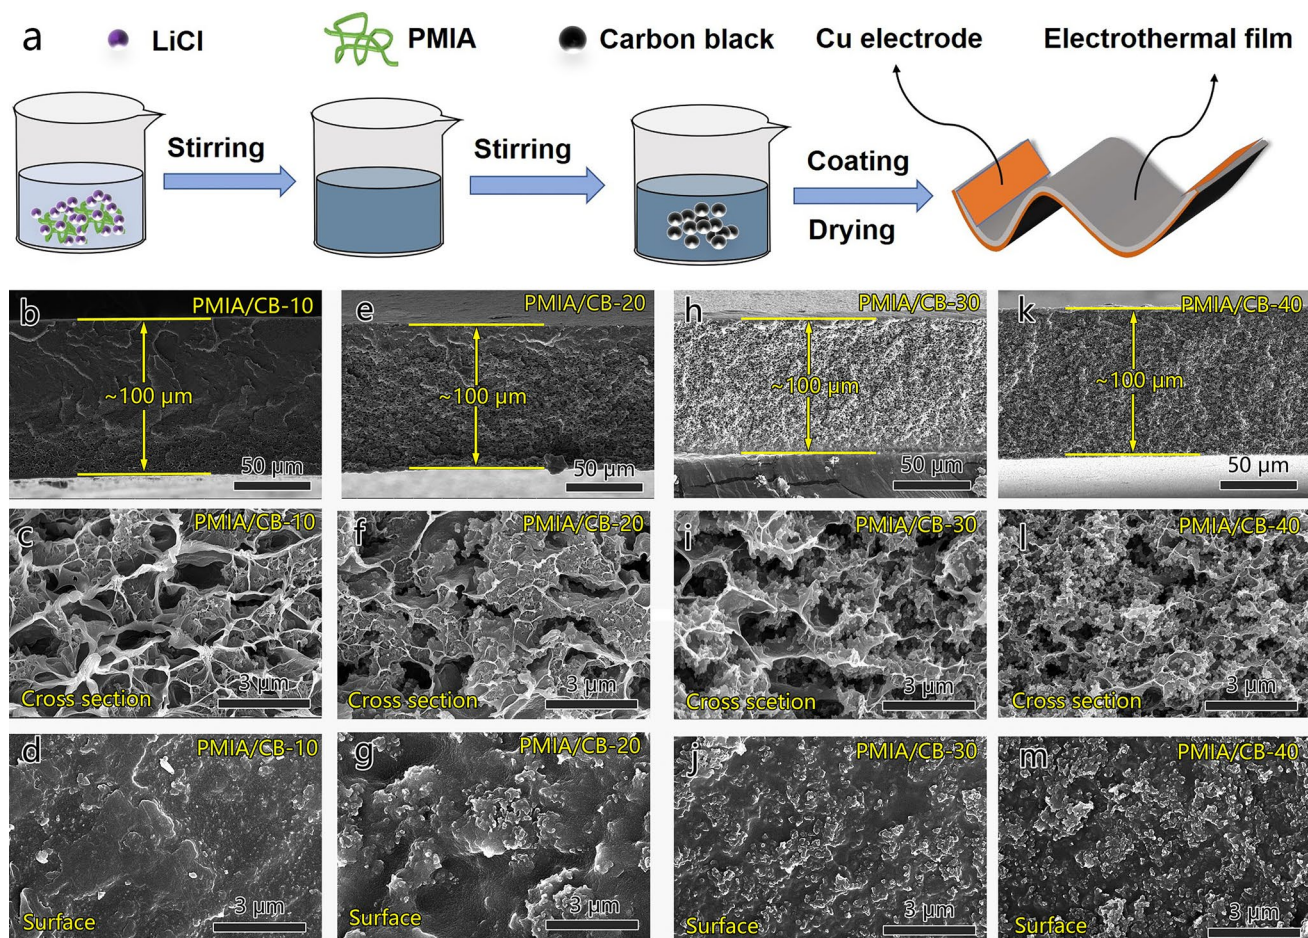 a
LiCl
PMIA
Carbon black
Cu electrode
Electrothermal film
Stirring
Stirring
Coating
Drying
b
PMIA/CB-10
~100 μm
50 μm
e
PMIA/CB-20
~100 μm
50 μm
h
PMIA/CB-30
~100 μm
50 μm
k
PMIA/CB-40
~100 μm
50 μm
c
PMIA/CB-10
Cross section
3 μm
f
PMIA/CB-20
Cross section
3 μm
i
PMIA/CB-30
Cross scetion
3 μm
l
PMIA/CB-40
Cross section
3 μm
d
PMIA/CB-10
Surface
3 μm
g
PMIA/CB-20
Surface
3 μm
j
PMIA/CB-30
Surface
3 μm
m
PMIA/CB-40
Surface
3 μm